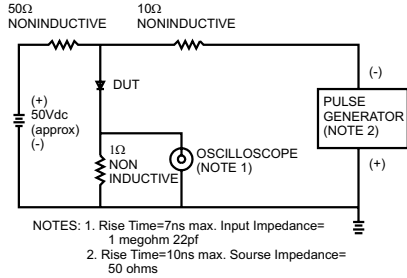 50Ω
NONINDUCTIVE
10Ω
NONINDUCTIVE
DUT
(+)
50Vdc
(approx)
(-)
1Ω
NON
INDUCTIVE
OSCILLOSCOPE
(NOTE 1)
(-)
PULSE
GENERATOR
(NOTE 2)
(+)
NOTES: 1. Rise Time=7ns max. Input Impedance=
1 megohm 22pf
2. Rise Time=10ns max. Sourse Impedance=
50 ohms